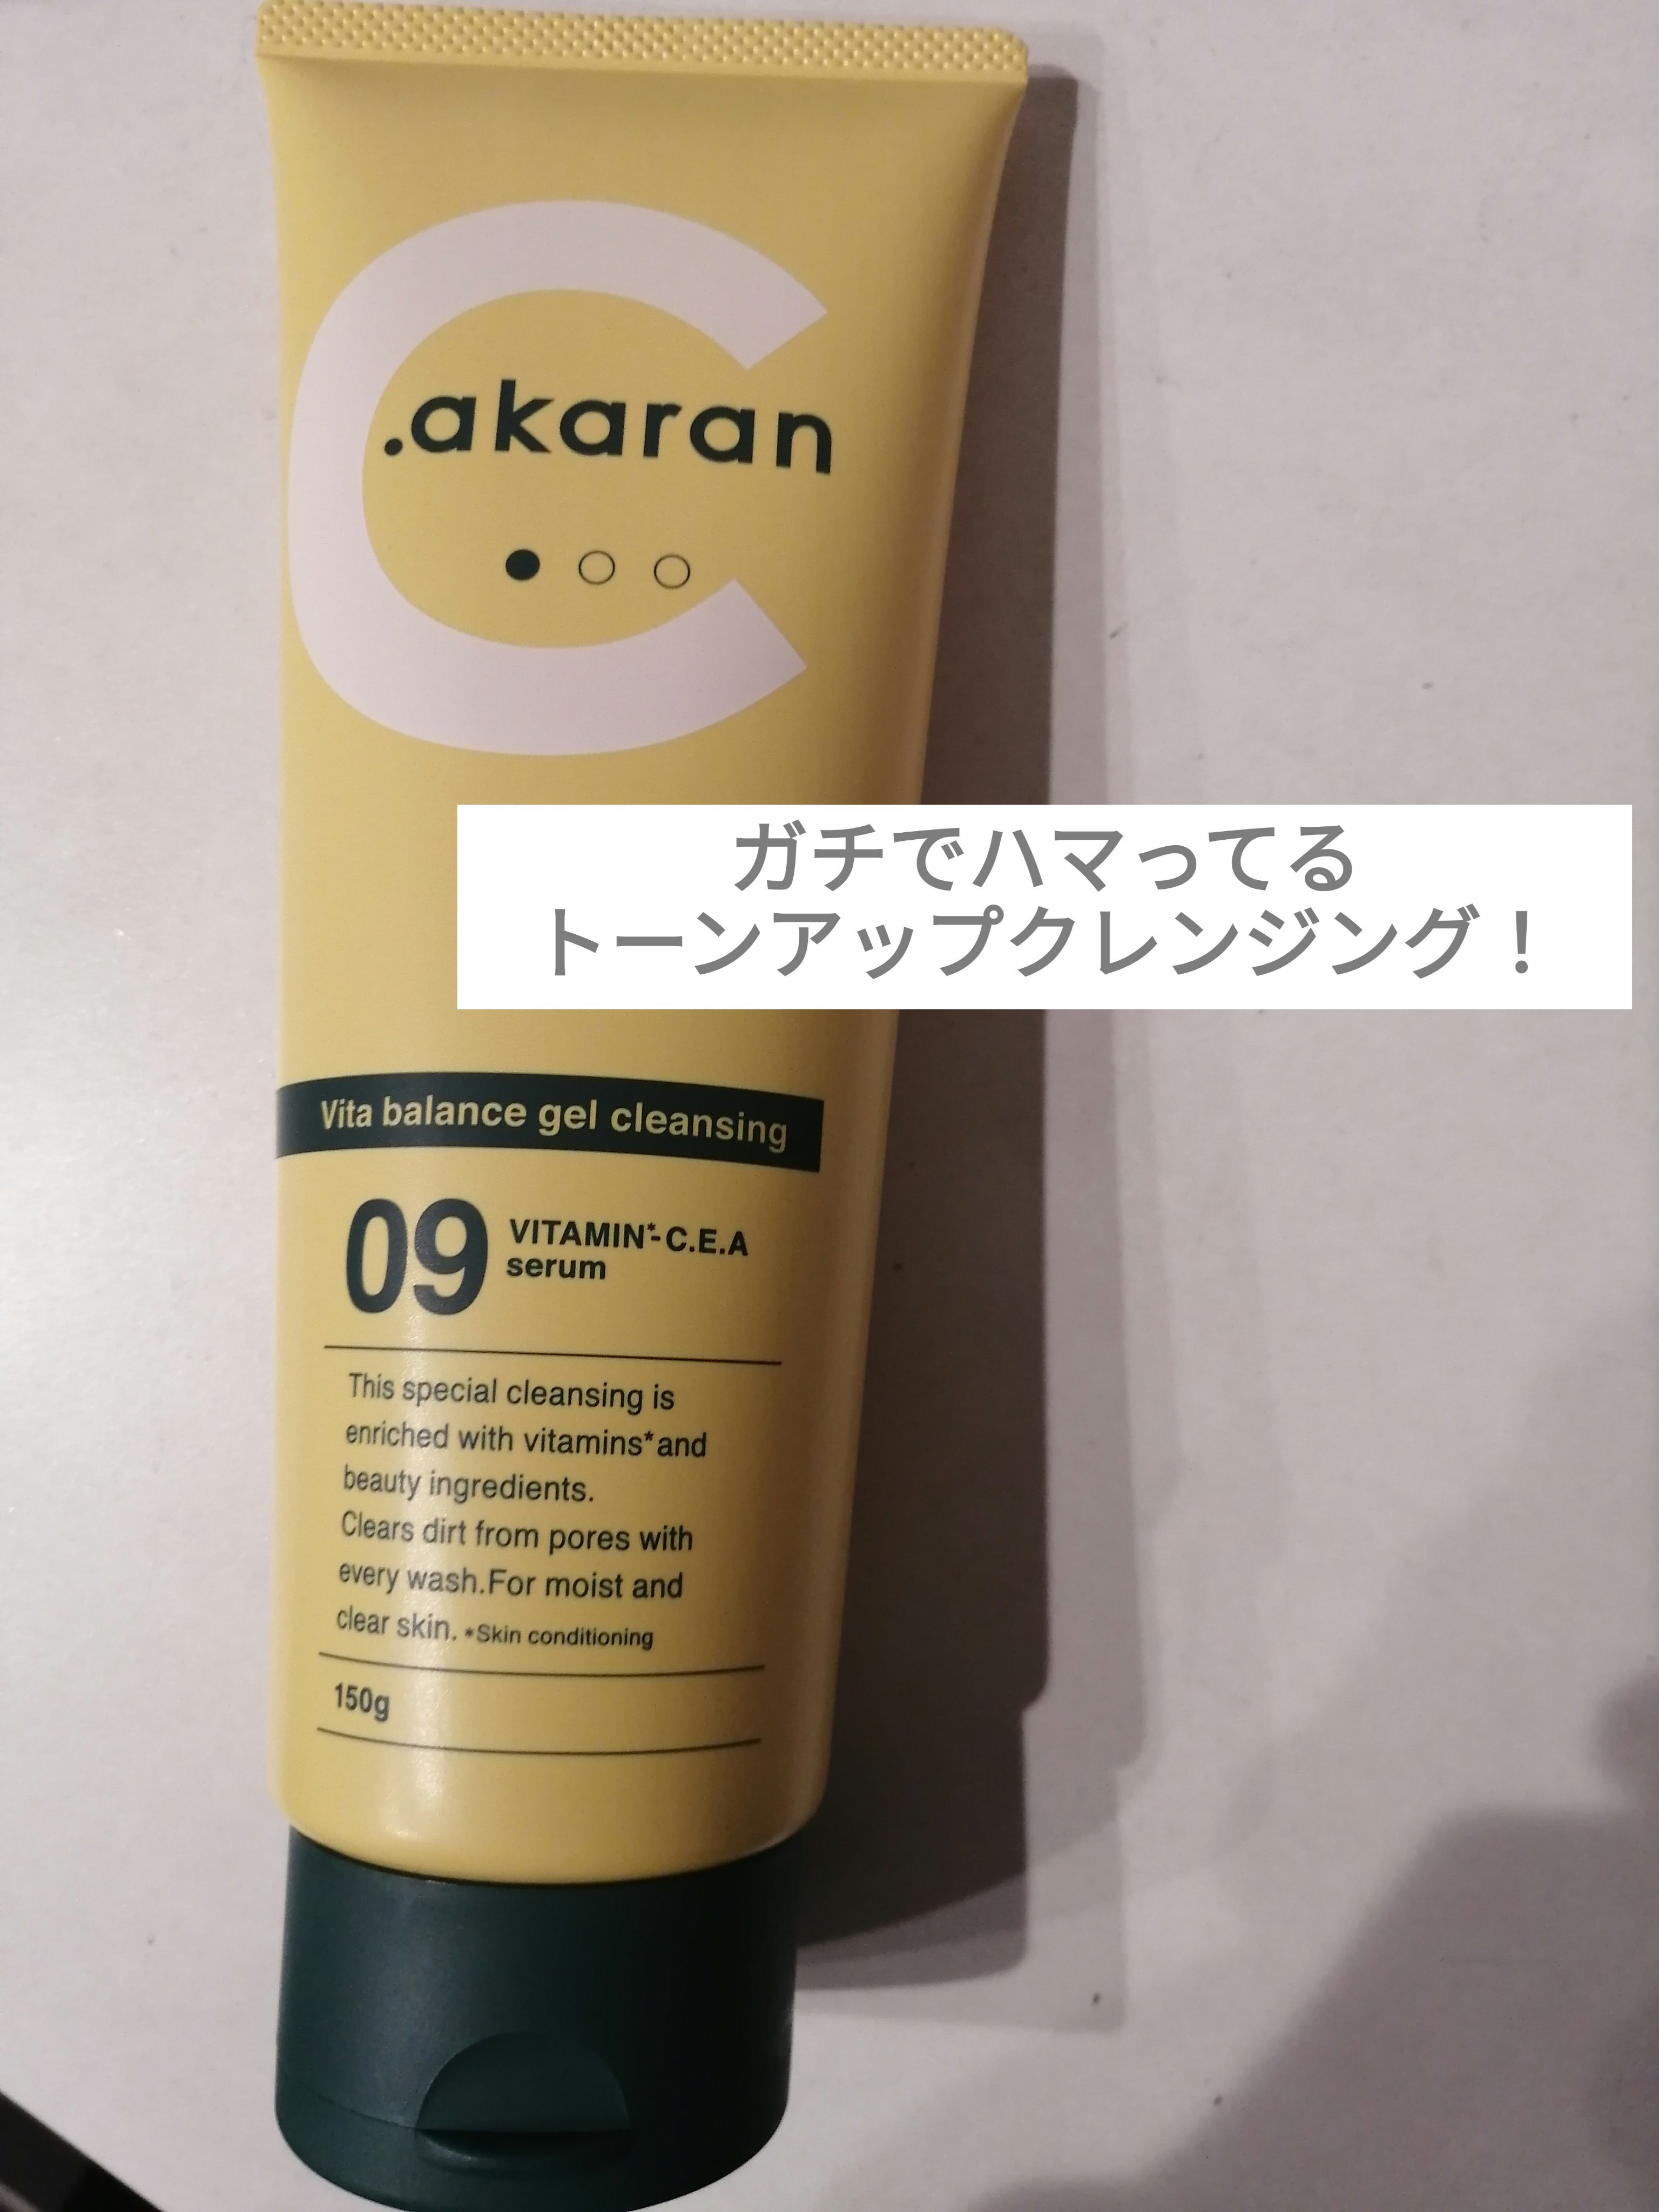 C
.akaran
ガチでハマってる
トーンアップクレンジング！
Vita balance gel cleansing
09 VITAMIN*-C.E.A
serum
This special cleansing is
enriched with vitamins*and
beauty ingredients.
Clears dirt from pores with
every wash.For moist and
clear skin. *Skin conditioning
150g